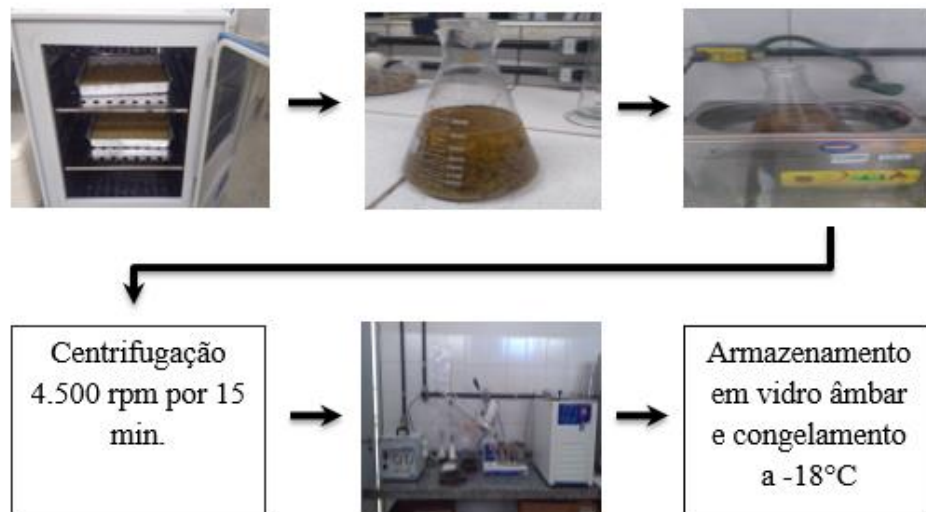 Centrifugação
4.500 rpm por 15
min.
Armazenamento
em vidro âmbar
e congelamento
a -18°C